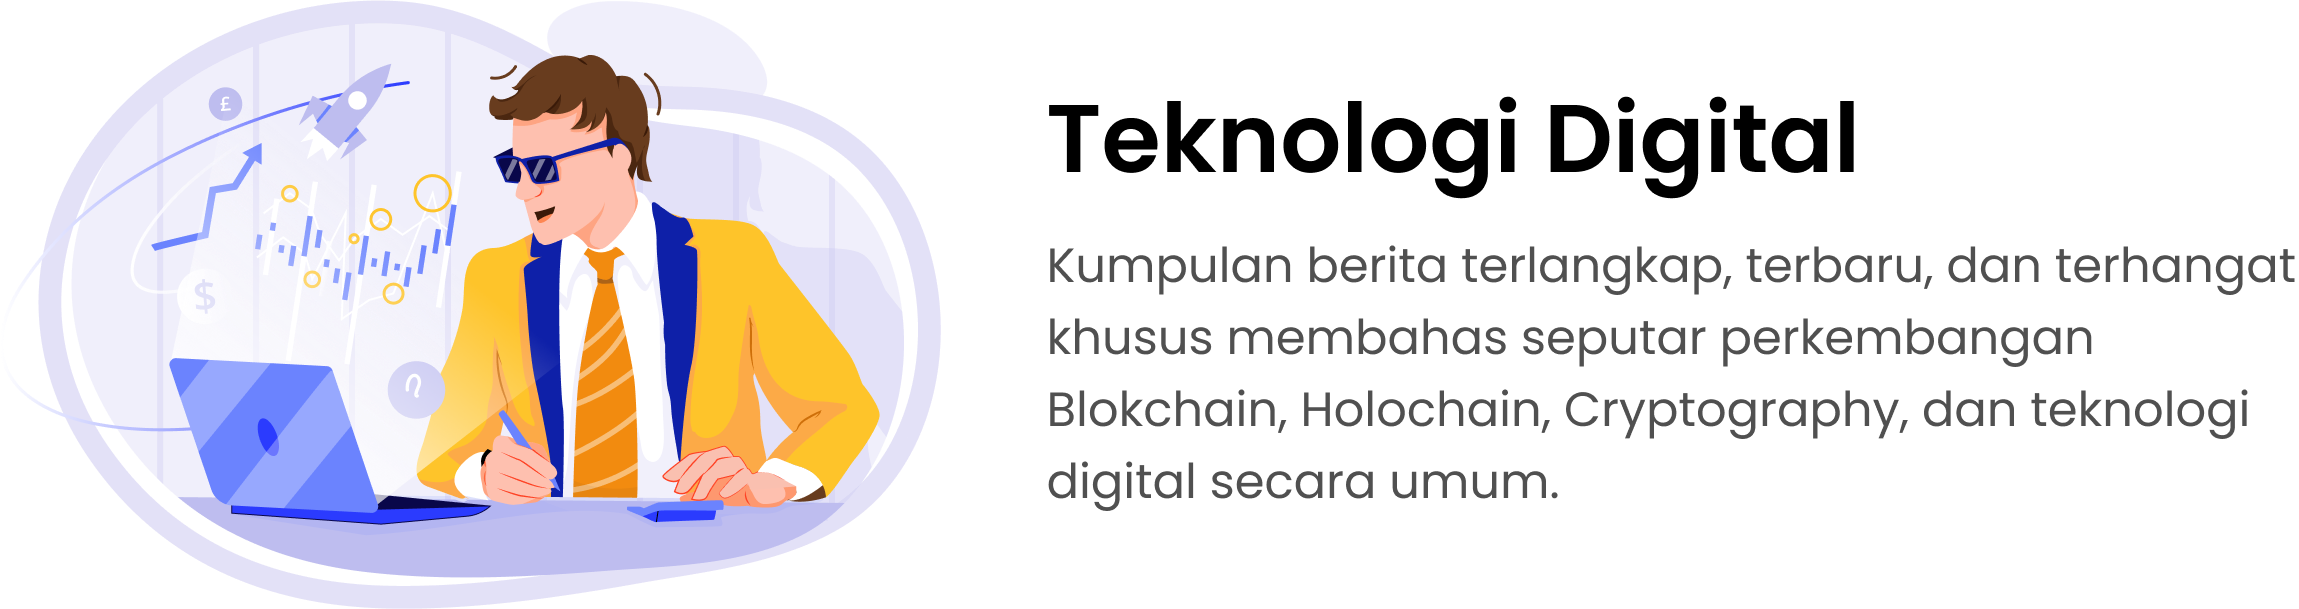 £
$
Teknologi Digital
Kumpulan berita terlangkap, terbaru, dan terhangat
khusus membahas seputar perkembangan
Blokchain, Holochain, Cryptography, dan teknologi
digital secara umum.